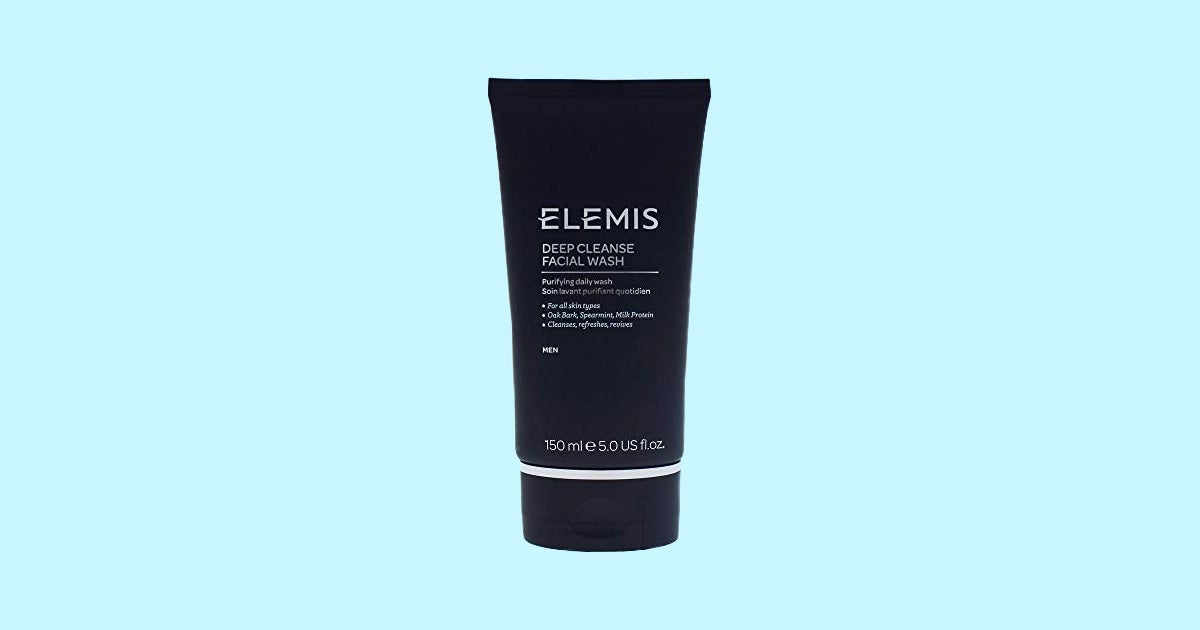 ELEMIS
DEEP CLEANSE
FACIAL WASH
Purifying daily wash
Soin lavant purifiant quotidien
• For all skin types
• Oak Bark, Spearmint, Milk Protein
• Cleanses, refreshes, revives
MEN
150 ml ℮ 5.0 US fl.oz.